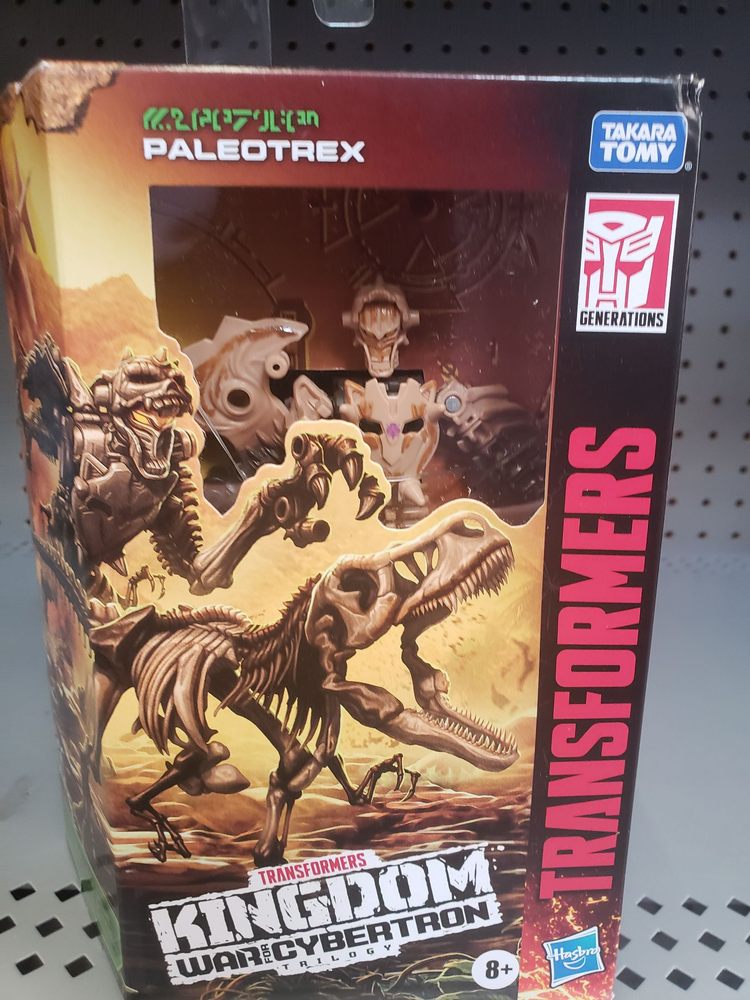 PALEOTREX
TAKARA
TOMY
GENERATIONS
TRANSFORMERS
TRANSFORMERS
KINGDOM
WAR FOR CYBERTRON
TRILOGY
8+
Hasbro